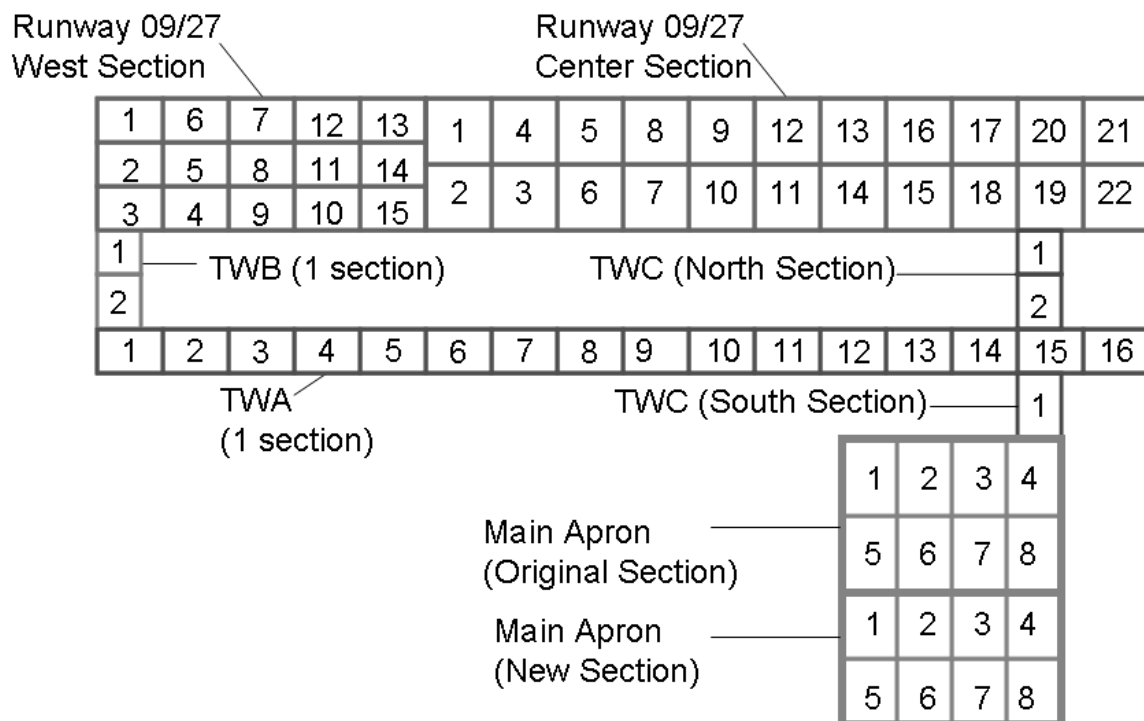 Runway 09/27
West Section
Runway 09/27
Center Section
1 6 7 12 13
2 5 8 11 14
3 4 9 10 15
1 4 5 8 9 12 13 16 17 20 21
2 3 6 7 10 11 14 15 18 19 22
1
2
TWB (1 section)
TWC (North Section)
1
2
1 2 3 4 5 6 7 8 9 10 11 12 13 14 15 16
TWA
(1 section)
TWC (South Section)
1
Main Apron
(Original Section)
1 2 3 4
5 6 7 8
Main Apron
(New Section)
1 2 3 4
5 6 7 8